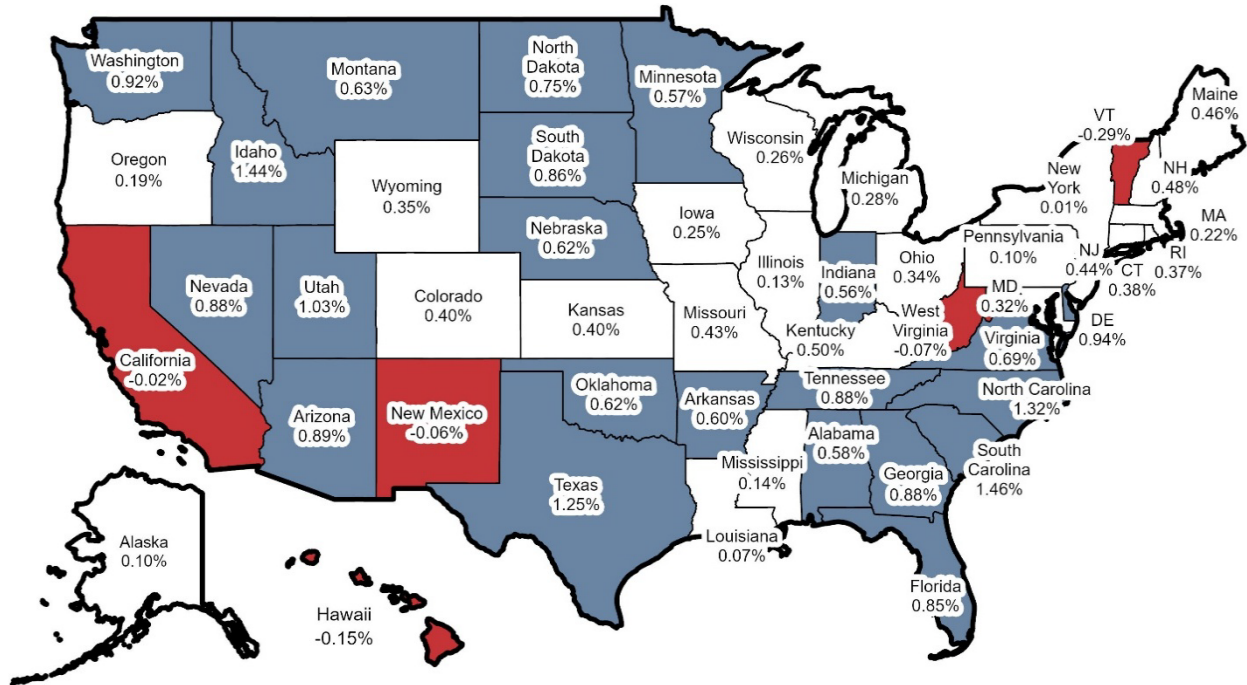 Washington
0.92%
Montana
0.63%
North
Dakota
0.75%
Minnesota
0.57%
Maine
0.46%
VT
-0.29%
Oregon
0.19%
Idaho
1.44%
South
Dakota
0.86%
Wisconsin
0.26%
Wyoming
0.35%
Michigan
0.28%
New
York
0.01%
NH
0.48%
MA
0.22%
Nebraska
0.62%
Iowa
0.25%
Pennsylvania
0.10%
NJ
0.44%
CT
0.38%
RI
0.37%
Nevada
0.88%
Utah
1.03%
Colorado
0.40%
Kansas
0.40%
Missouri
0.43%
Illinois
0.13%
Indiana
0.56%
Ohio
0.34%
MD
0.32%
DE
0.94%
West
Virginia
-0.07%
Kentucky
0.50%
Virginia
0.69%
California
-0.02%
Arizona
0.89%
New Mexico
-0.06%
Oklahoma
0.62%
Arkansas
0.60%
Tennessee
0.88%
North Carolina
1.32%
Texas
1.25%
Mississippi
0.14%
Alabama
0.58%
Georgia
0.88%
South
Carolina
1.46%
Louisiana
0.07%
Florida
0.85%
Alaska
0.10%
Hawaii
-0.15%